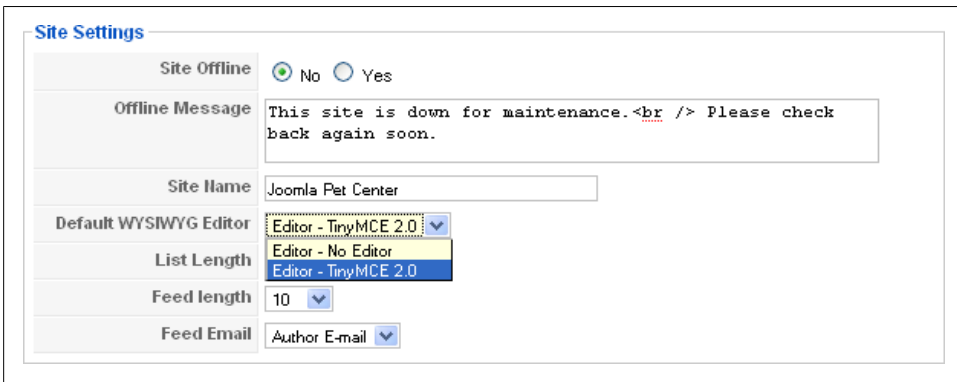 Site Settings
Site Offline No Yes
Offline Message This site is down for maintenance.<br /> Please check
back again soon.
Site Name Joomla Pet Center
Default WYSIWYG Editor Editor - TinyMCE 2.0
Editor - No Editor
List Length Editor - TinyMCE 2.0
Feed length 10
Feed Email Author E-mail